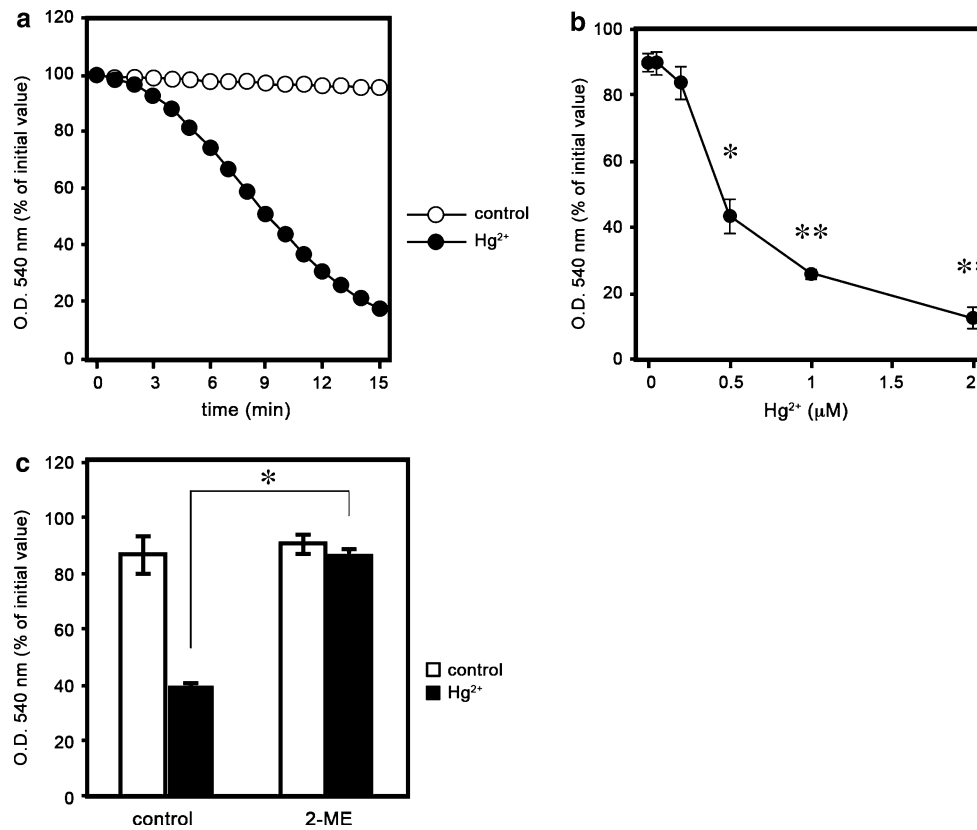 a
120
100
80
60
40
20
0
O.D. 540 nm (% of initial value)
0 3 6 9 12 15
time (min)
control
Hg²⁺
b
100
80
60
40
20
0
O.D. 540 nm (% of initial value)
*
**
**
0 0.5 1 1.5 2
Hg²⁺ (µM)
c
120
100
80
60
40
20
0
O.D. 540 nm (% of initial value)
*
control 2-ME
control
Hg²⁺